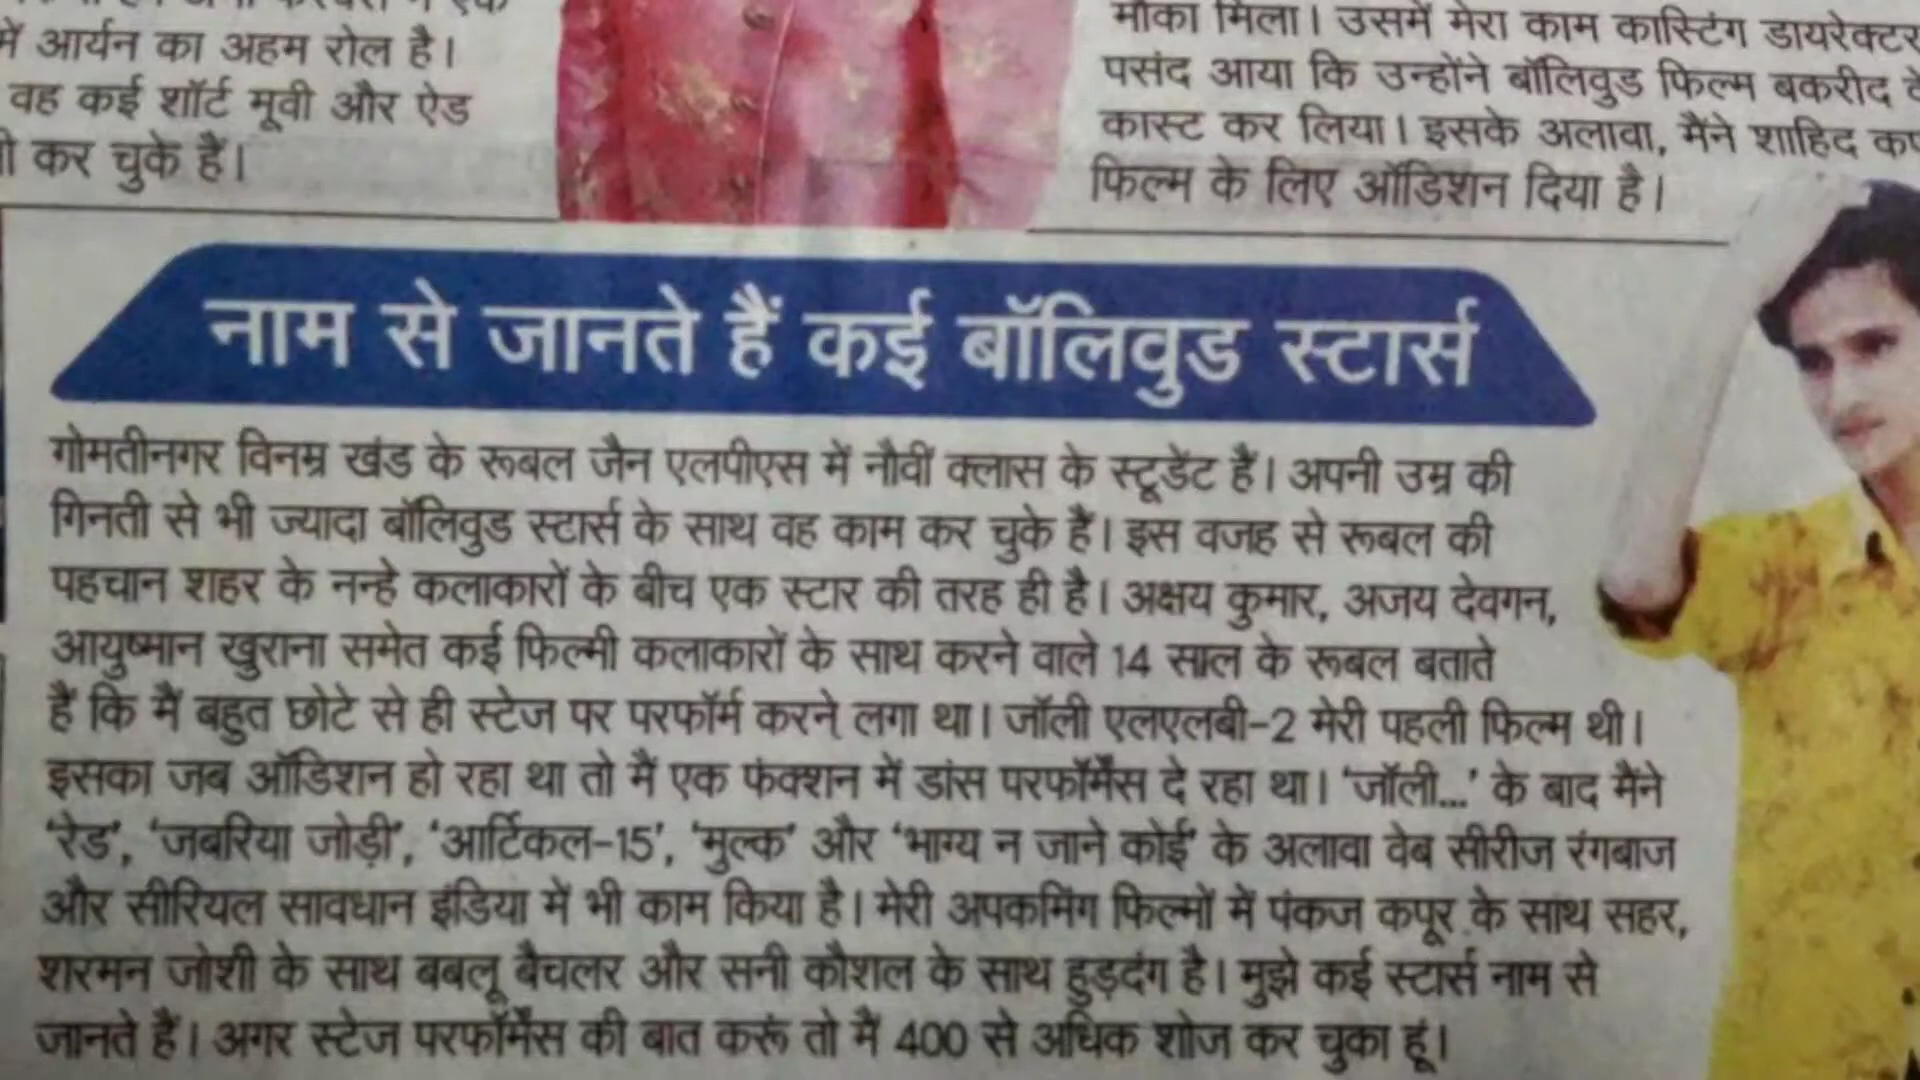 में आर्यन का अहम रोल है।
वह कई शॉर्ट मूवी और ऐड
कर चुके हैं।
मौका मिला। उसमें मेरा काम कास्टिंग डायरेक्टर
पसंद आया कि उन्होंने बॉलिवुड फिल्म बकरीद
कास्ट कर लिया। इसके अलावा, मैंने शाहिद
फिल्म के लिए ऑडिशन दिया है।
नाम से जानते हैं कई बॉलिवुड स्टार्स
गोमतीनगर विनम्र खंड के रूबल जैन एलपीएस में नौवीं क्लास के स्टूडेंट हैं। अपनी उम्र की
गिनती से भी ज्यादा बॉलिवुड स्टार्स के साथ वह काम कर चुके हैं। इस वजह से रूबल की
पहचान शहर के नन्हे कलाकारों के बीच एक स्टार की तरह ही है। अक्षय कुमार, अजय देवगन,
आयुष्मान खुराना समेत कई फिल्मी कलाकारों के साथ करने वाले 14 साल के रूबल बताते
हैं कि मैं बहुत छोटे से ही स्टेज पर परफॉर्म करने लगा था। जॉली एलएलबी-2 मेरी पहली फिल्म थी।
इसका जब ऑडिशन हो रहा था तो मैं एक फंक्शन में डांस परफॉर्मेंस दे रहा था। 'जॉली...' के बाद मैंने
'रेड', 'जबरिया जोड़ी', 'आर्टिकल-15', 'मुल्क' और 'भाग्य न जाने कोई' के अलावा वेब सीरीज रंगबाज
और सीरियल सावधान इंडिया में भी काम किया है। मेरी अपकमिंग फिल्मों में पंकज कपूर के साथ सहर,
शरमन जोशी के साथ बबलू बैचलर और सनी कौशल के साथ हुड़दंग है। मुझे कई स्टार्स नाम से
जानते हैं। अगर स्टेज परफॉर्मेंस की बात करूं तो मैं 400 से अधिक शोज कर चुका हूं।